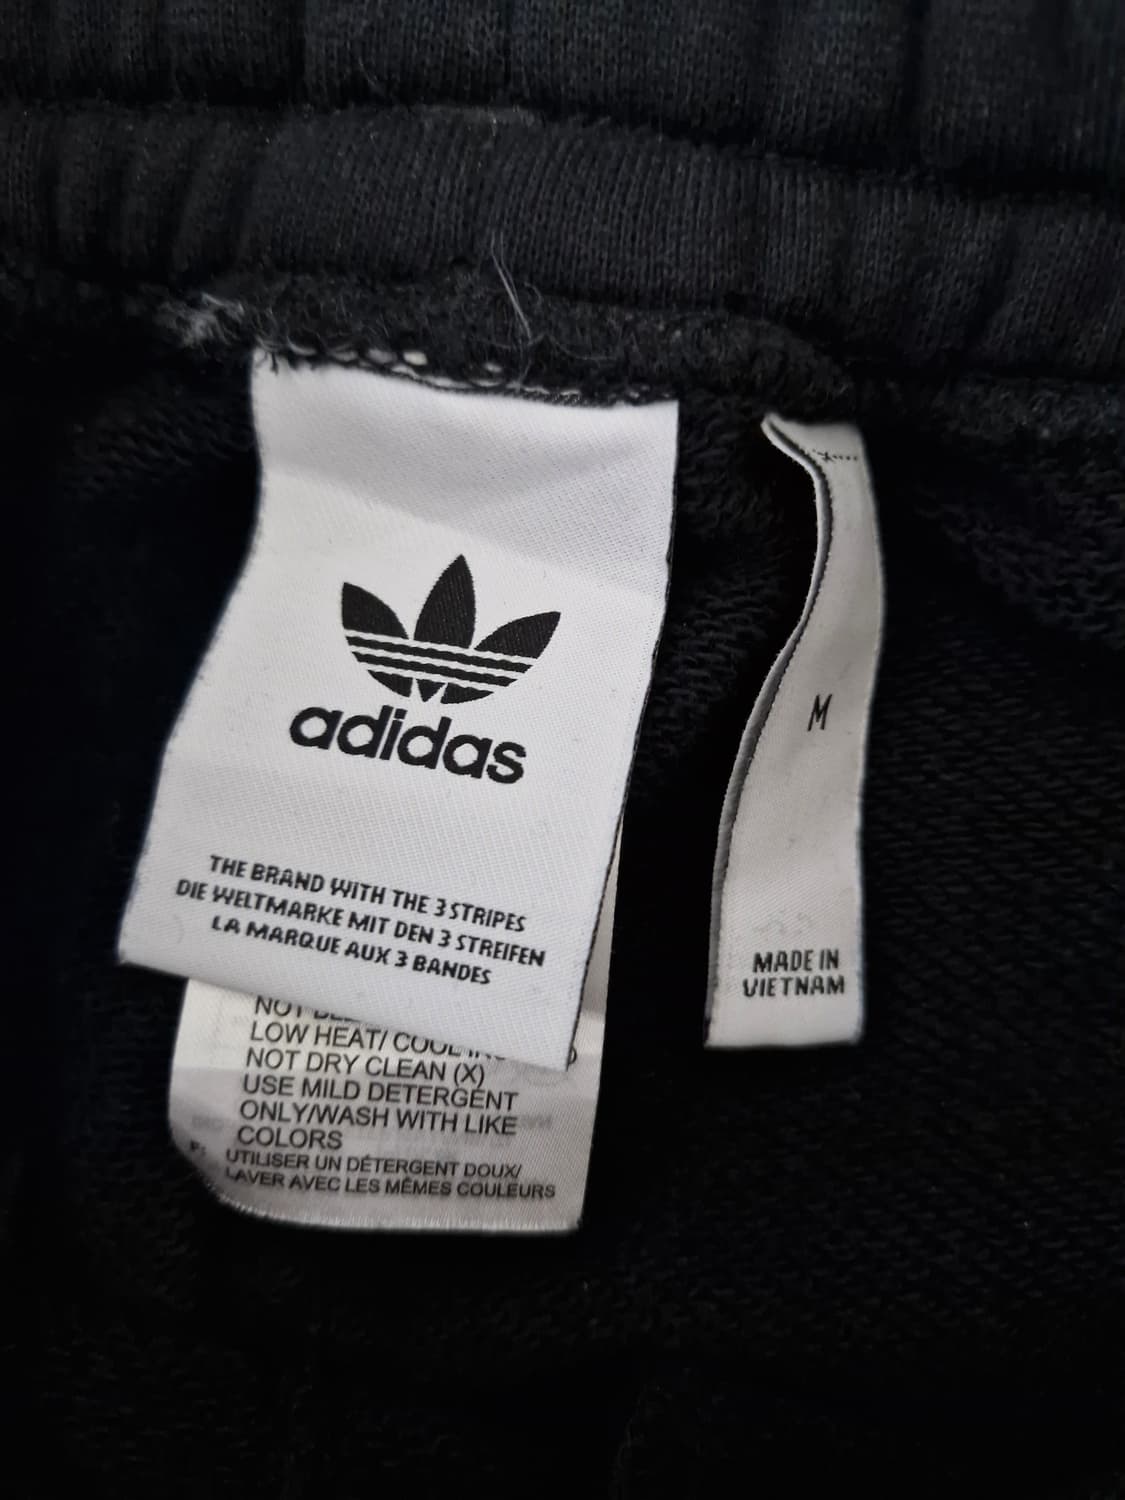 adidas
THE BRAND WITH THE 3 STRIPES
DIE WELTMARKE MIT DEN 3 STREIFEN
LA MARQUE AUX 3 BANDES
NOT
LOW HEAT/ COOL
NOT DRY CLEAN (X)
USE MILD DETERGENT
ONLY/WASH WITH LIKE
COLORS
F: UTILISER UN DÉTERGENT DOUX/
LAVER AVEC LES MÊMES COULEURS
M
MADE IN
VIETNAM